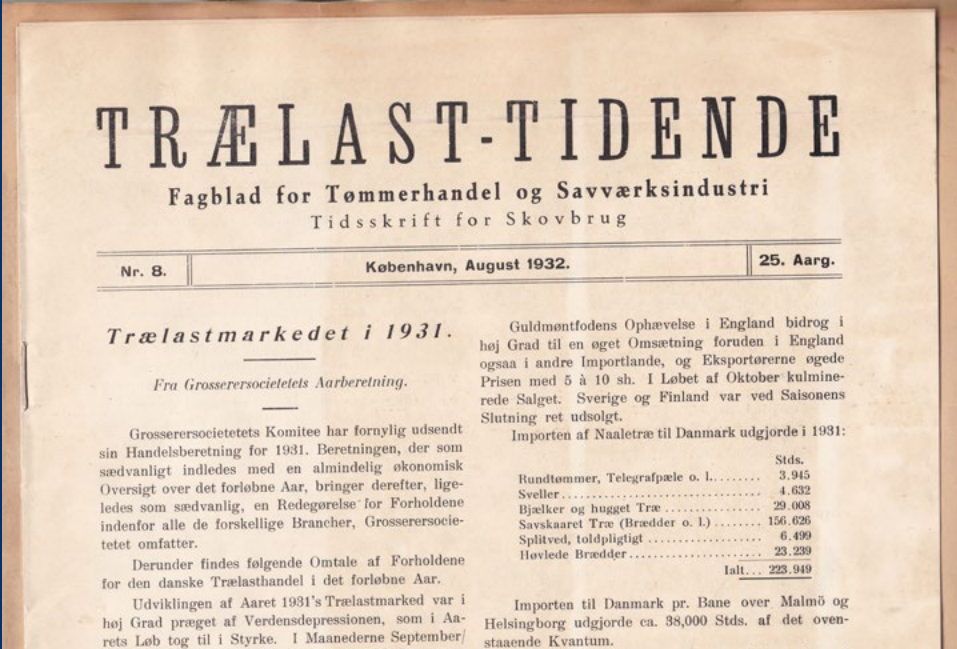 TRÆLAST-TIDENDE
Fagblad for Tømmerhandel og Savværksindustri
Tidsskrift for Skovbrug
Nr. 8.
København, August 1932.
25. Aarg.
Trælastmarkedet i 1931.
Fra Grosserersocietetets Aarberetning.
Grosserersocietetets Komitee har fornylig udsendt
sin Handelsberetning for 1931. Beretningen, der som
sædvanligt indledes med en almindelig økonomisk
Oversigt over det forløbne Aar, bringer derefter, lige-
ledes som sædvanlig, en Redegørelse for Forholdene
indenfor alle de forskellige Brancher, Grosserersocie-
tetet omfatter.
Derunder findes følgende Omtale af Forholdene
for den danske Trælasthandel i det forløbne Aar.
Udviklingen af Aaret 1931's Trælastmarked var i
høj Grad præget af Verdensdepressionen, som i Aa-
rets Løb tog til i Styrke. I Maanederne September/
Guldmøntfodens Ophævelse i England bidrog i
høj Grad til en øget Omsætning foruden i England
ogsaa i andre Importlande, og Eksportørerne øgede
Prisen med 5 à 10 sh. I Løbet af Oktober kulmine-
rede Salget. Sverige og Finland var ved Saisonens
Slutning ret udsolgt.
Importen af Naaletræ til Danmark udgjorde i 1931:
Stds.
Rundtømmer, Telegrafpæle o. l........ 3.945
Sveller................................ 4.632
Bjælker og hugget Træ ................ 29.008
Savskaaret Træ (Brædder o. l.) ........ 156.626
Splitved, toldpligtigt .................. 6.499
Høvlede Brædder...................... 23.239
Ialt... 223.949
Importen til Danmark pr. Bane over Malmö og
Helsingborg udgjorde ca. 38,000 Stds. af det oven-
staaende Kvantum.